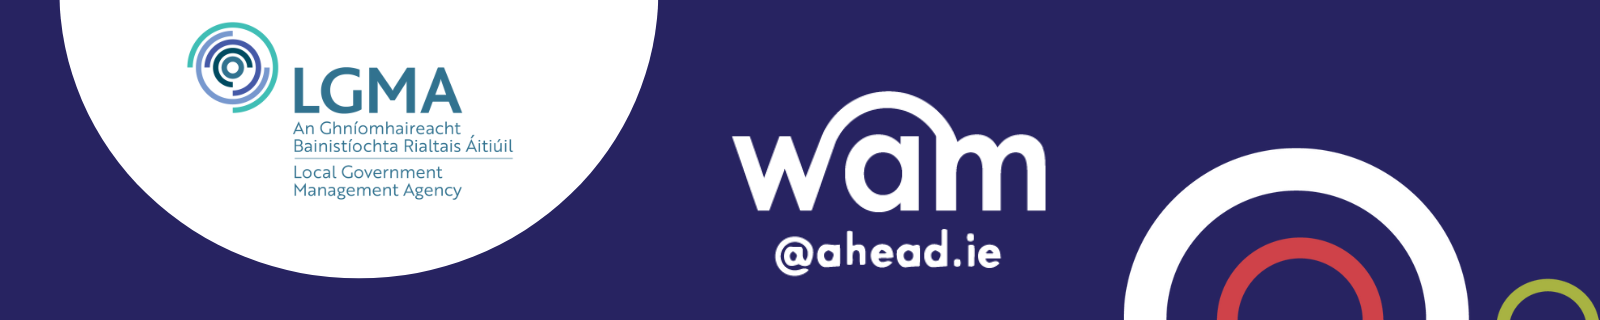 LGMA
An Ghníomhaireacht
Bainistíochta Rialtais Áitiúil
Local Government
Management Agency
wam
@ahead.ie